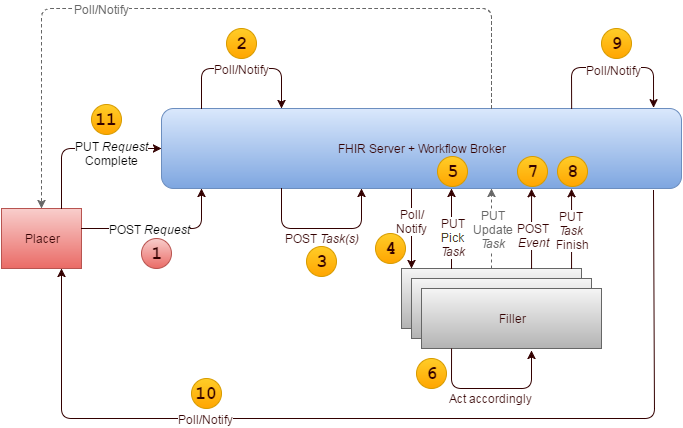 Poll/Notify
2
9
Poll/Notify
Poll/Notify
11
PUT Request
Complete
FHIR Server + Workflow Broker
5
7
8
Placer
POST Request
1
POST Task(s)
3
Poll/
Notify
4
PUT
Pick
Task
PUT
Update
Task
POST
Event
PUT
Task
Finish
Filler
6
Act accordingly
10
Poll/Notify